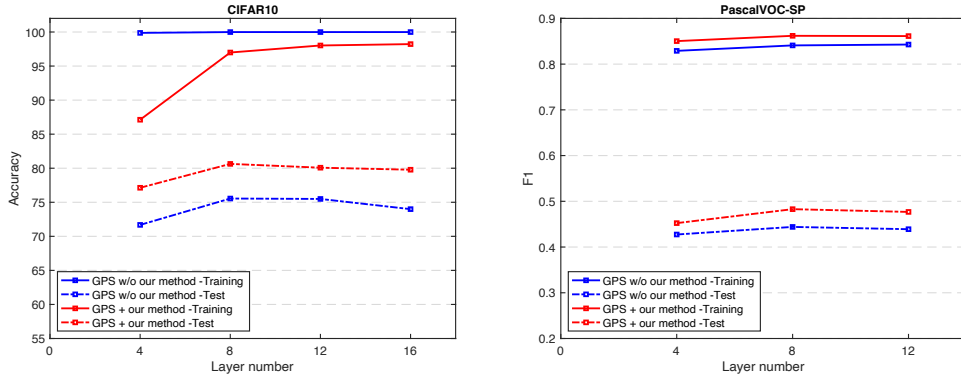 CIFAR10
100
95
90
85
80
75
70
65
60
55
Accuracy
GPS w/o our method -Training
GPS w/o our method -Test
GPS + our method -Training
GPS + our method -Test
0 4 8 12 16
Layer number
PascalVOC-SP
0.9
0.8
0.7
0.6
0.5
0.4
0.3
0.2
F1
GPS w/o our method -Training
GPS w/o our method -Test
GPS + our method -Training
GPS + our method -Test
0 4 8 12
Layer number